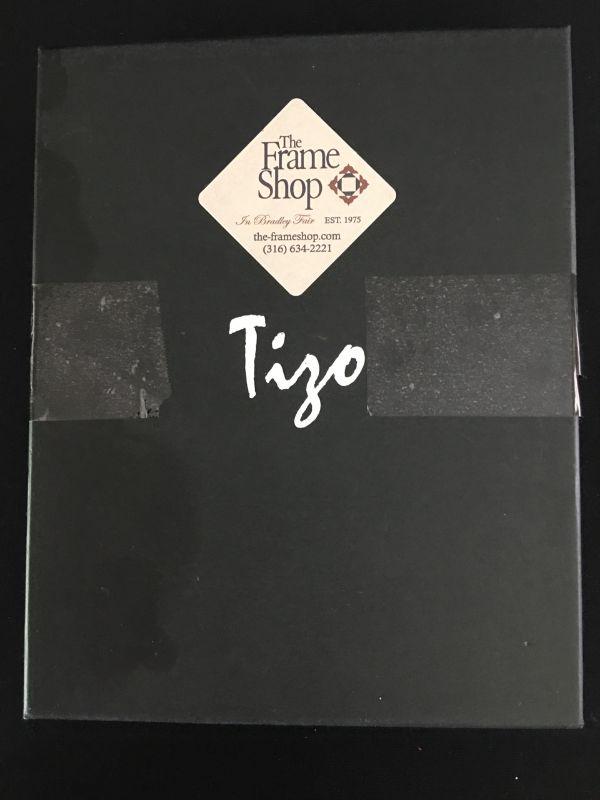 The
Frame
Shop
In Bradley Fair EST. 1975
the-frameshop.com
(316) 634-2221
Tizo